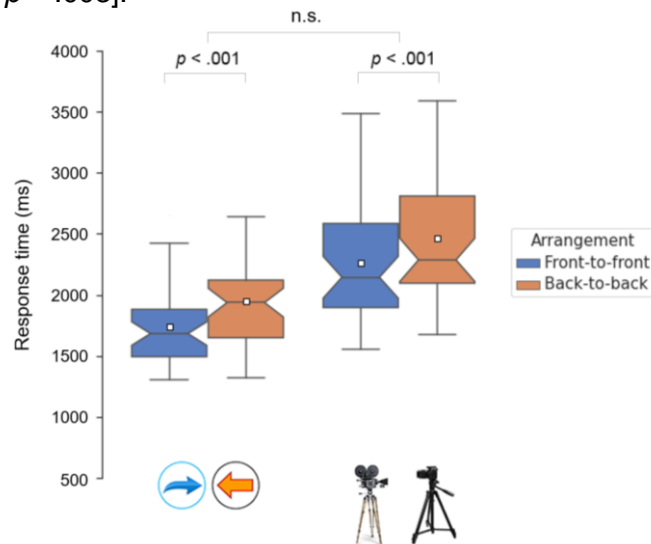 n.s.
p < .001
p < .001
4000
3500
3000
2500
2000
1500
1000
500
Response time (ms)
Arrangement
Front-to-front
Back-to-back